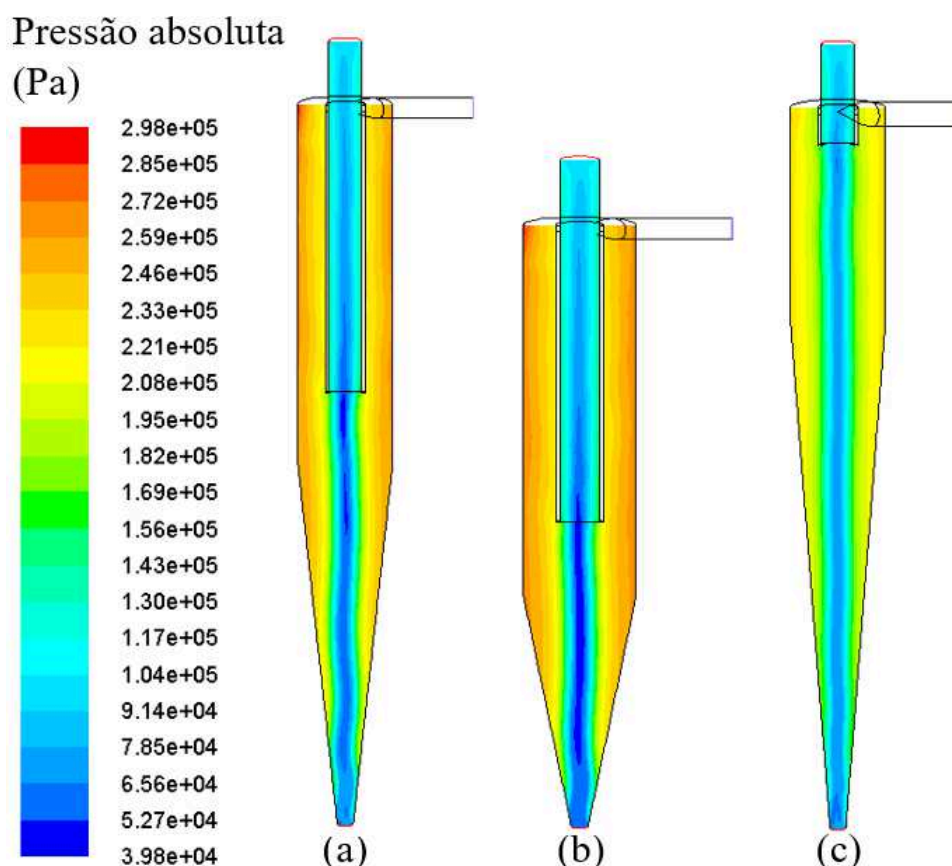 Pressão absoluta
(Pa)
2.98e+05
2.85e+05
2.72e+05
2.59e+05
2.46e+05
2.33e+05
2.21e+05
2.08e+05
1.95e+05
1.82e+05
1.69e+05
1.56e+05
1.43e+05
1.30e+05
1.17e+05
1.04e+05
9.14e+04
7.85e+04
6.56e+04
5.27e+04
3.98e+04
(a)
(b)
(c)